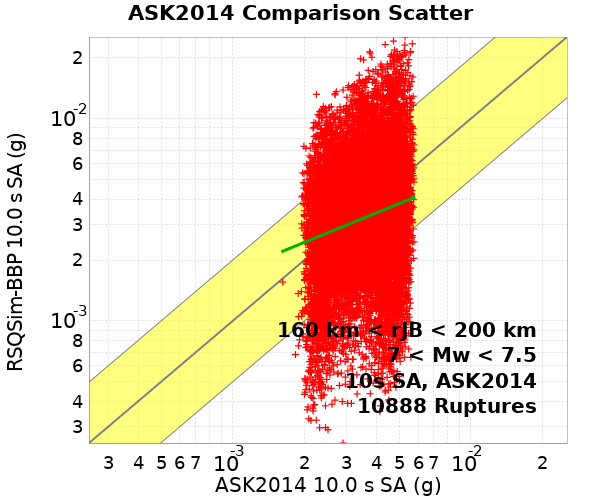 ASK2014 Comparison Scatter
RSQSim-BBP 10.0 s SA (g)
2
10-2
8
6
4
3
2
10-3
8
6
4
3
160 km < rJB < 200 km
7 < Mw < 7.5
10s SA, ASK2014
10888 Ruptures
3 4 5 6 7 10-3 2 3 4 5 6 7 10-2 2
ASK2014 10.0 s SA (g)